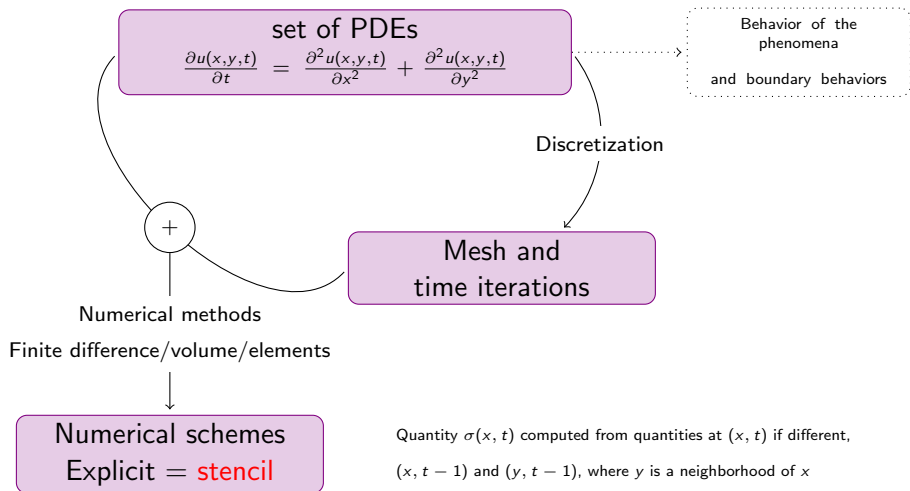 set of PDEs
∂u(x,y,t)/∂t = ∂²u(x,y,t)/∂x² + ∂²u(x,y,t)/∂y²
Behavior of the
phenomena
and boundary behaviors
Discretization
+
Mesh and
time iterations
Numerical methods
Finite difference/volume/elements
Numerical schemes
Explicit = stencil
Quantity σ(x, t) computed from quantities at (x, t) if different,
(x, t − 1) and (y, t − 1), where y is a neighborhood of x